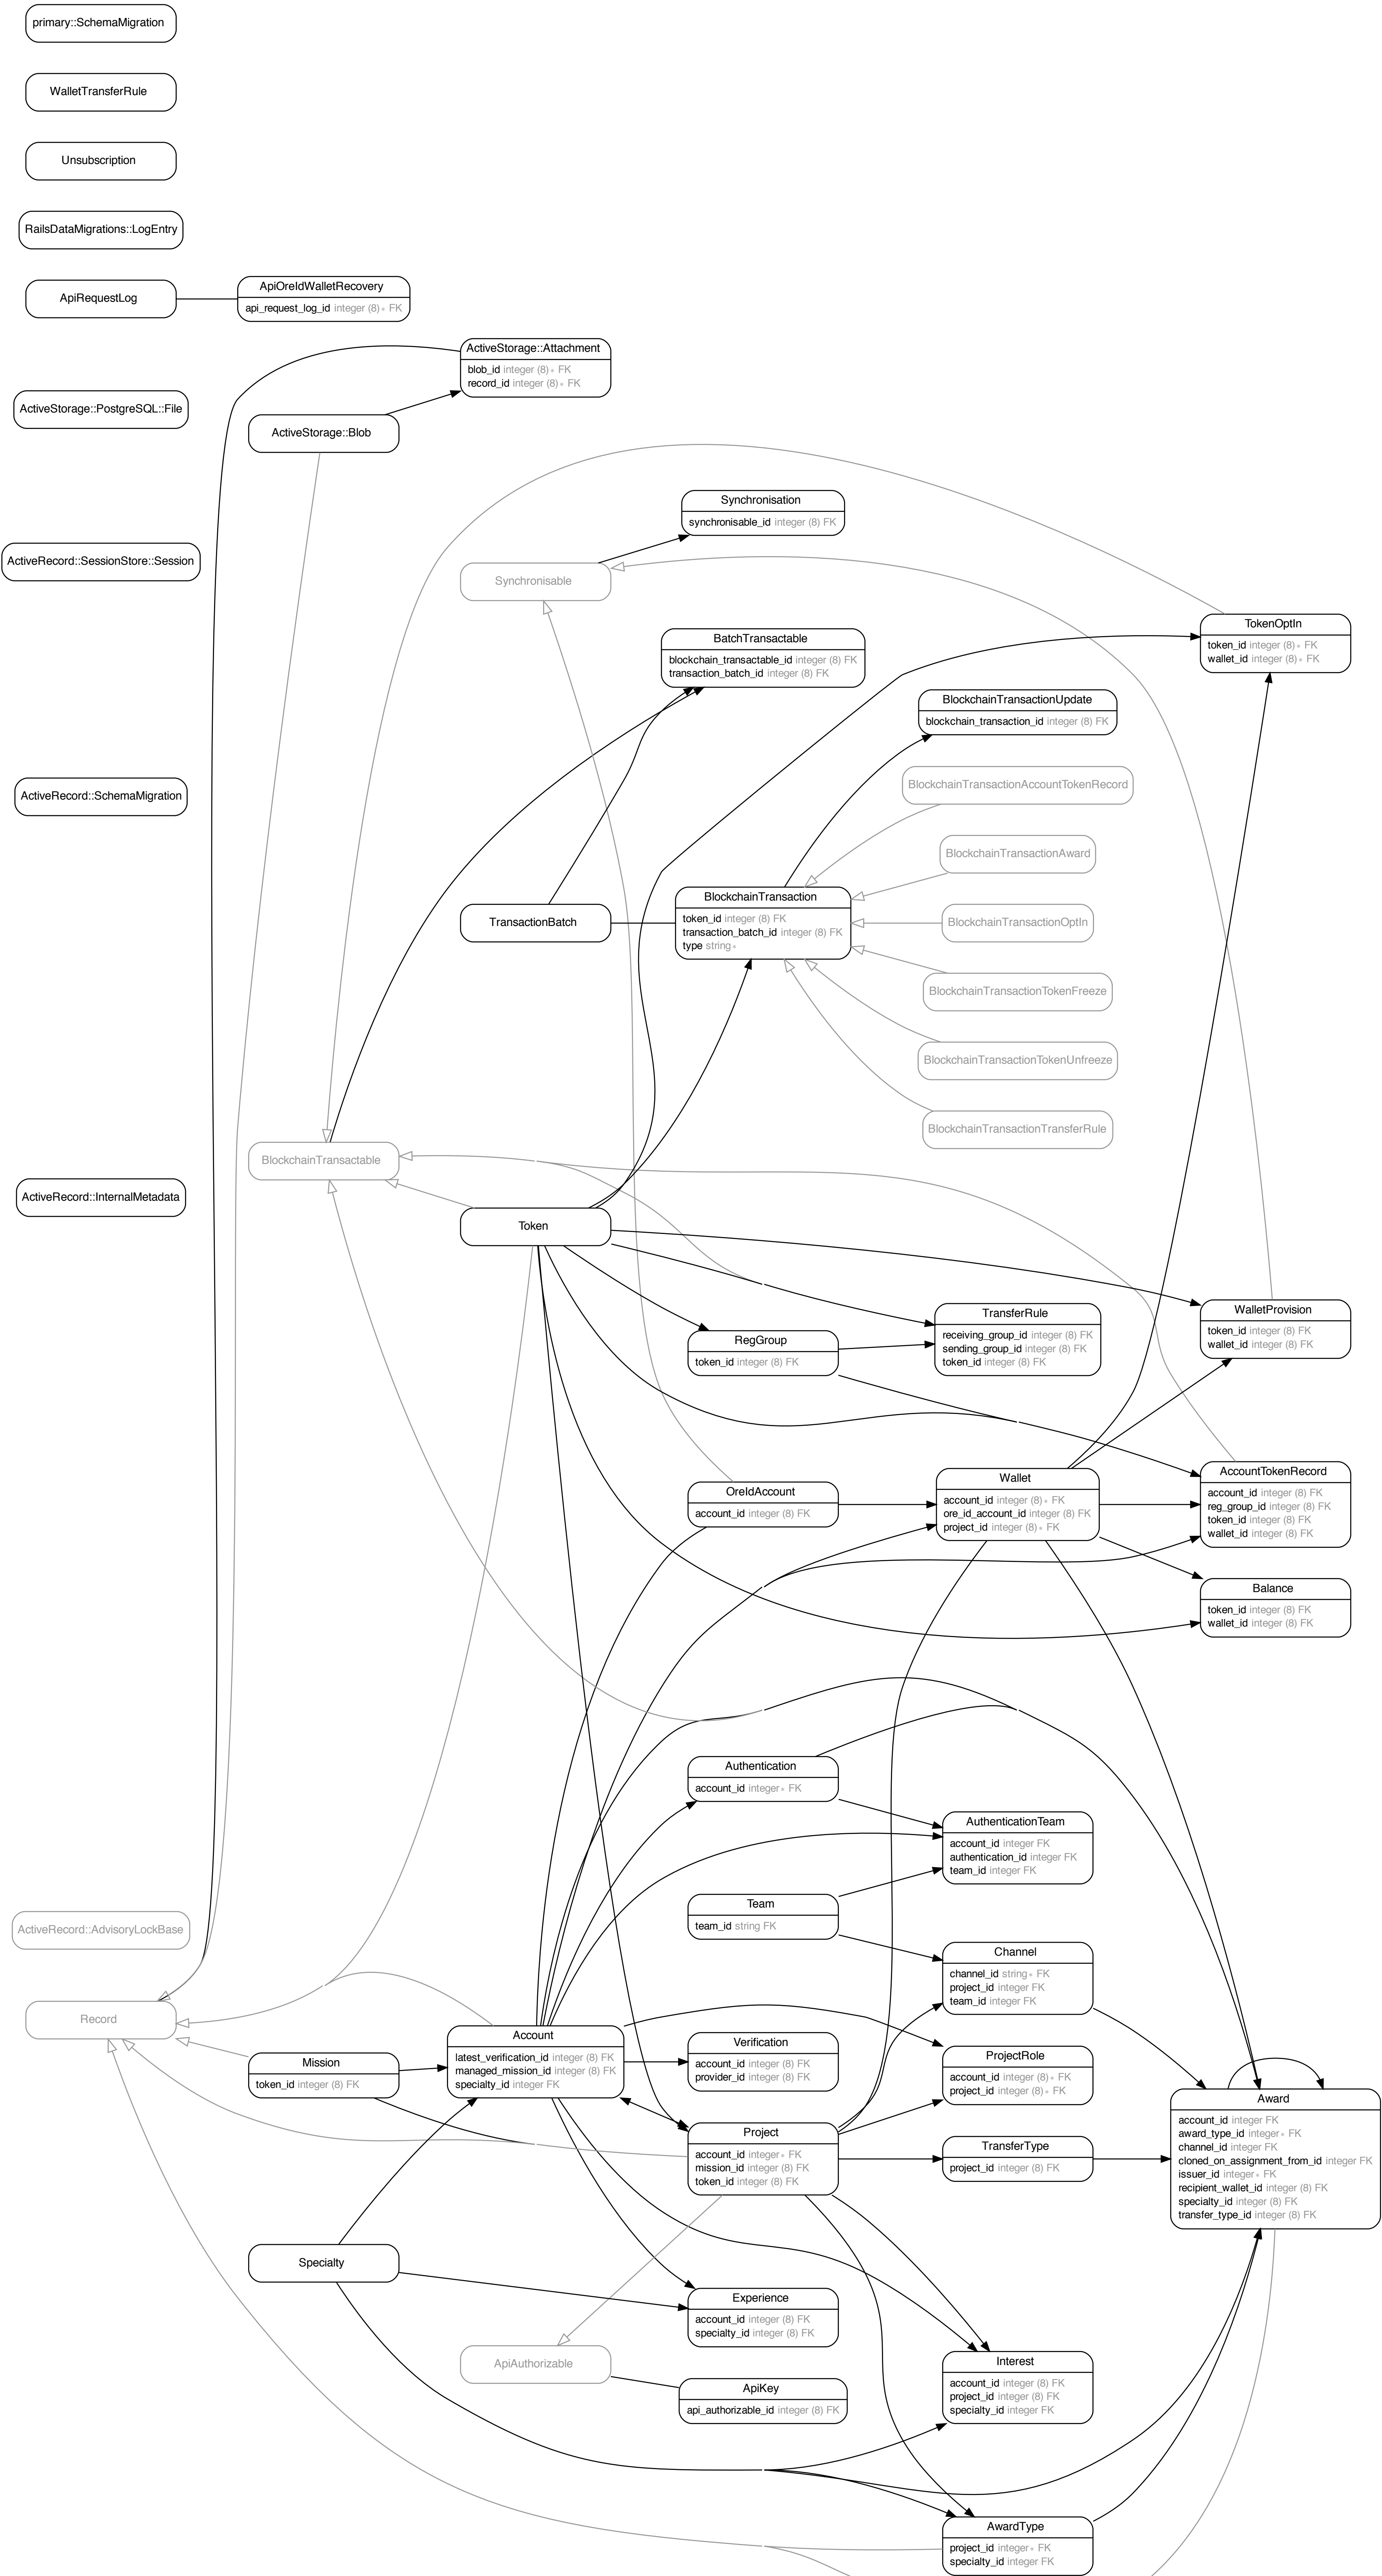 primary::SchemaMigration
WalletTransferRule
Unsubscription
RailsDataMigrations::LogEntry
ApiRequestLog
ApiOreIdWalletRecovery
api_request_log_id integer (8) ∗ FK
ActiveStorage::Attachment
blob_id integer (8) ∗ FK
record_id integer (8) ∗ FK
ActiveStorage::PostgreSQL::File
ActiveStorage::Blob
Synchronisation
synchronisable_id integer (8) FK
ActiveRecord::SessionStore::Session
Synchronisable
TokenOptIn
token_id integer (8) ∗ FK
wallet_id integer (8) ∗ FK
BatchTransactable
blockchain_transactable_id integer (8) FK
transaction_batch_id integer (8) FK
BlockchainTransactionUpdate
blockchain_transaction_id integer (8) FK
ActiveRecord::SchemaMigration
BlockchainTransactionAccountTokenRecord
BlockchainTransactionAward
TransactionBatch
BlockchainTransaction
token_id integer (8) FK
transaction_batch_id integer (8) FK
type string ∗
BlockchainTransactionOptIn
BlockchainTransactionTokenFreeze
BlockchainTransactionTokenUnfreeze
BlockchainTransactionTransferRule
BlockchainTransactable
ActiveRecord::InternalMetadata
Token
WalletProvision
token_id integer (8) FK
wallet_id integer (8) FK
TransferRule
receiving_group_id integer (8) FK
sending_group_id integer (8) FK
token_id integer (8) FK
RegGroup
token_id integer (8) FK
OreIdAccount
account_id integer (8) FK
Wallet
account_id integer (8) ∗ FK
ore_id_account_id integer (8) FK
project_id integer (8) ∗ FK
AccountTokenRecord
account_id integer (8) FK
reg_group_id integer (8) FK
token_id integer (8) FK
wallet_id integer (8) FK
Balance
token_id integer (8) FK
wallet_id integer (8) FK
Authentication
account_id integer ∗ FK
AuthenticationTeam
account_id integer FK
authentication_id integer FK
team_id integer FK
Team
team_id string FK
ActiveRecord::AdvisoryLockBase
Channel
channel_id string ∗ FK
project_id integer FK
team_id integer FK
Record
Mission
token_id integer (8) FK
Account
latest_verification_id integer (8) FK
managed_mission_id integer (8) FK
specialty_id integer FK
Verification
account_id integer (8) FK
provider_id integer (8) FK
ProjectRole
account_id integer (8) ∗ FK
project_id integer (8) ∗ FK
Project
account_id integer ∗ FK
mission_id integer (8) FK
token_id integer (8) FK
TransferType
project_id integer (8) FK
Award
account_id integer FK
award_type_id integer ∗ FK
channel_id integer FK
cloned_on_assignment_from_id integer FK
issuer_id integer ∗ FK
recipient_wallet_id integer (8) FK
specialty_id integer (8) FK
transfer_type_id integer (8) FK
Specialty
Experience
account_id integer (8) FK
specialty_id integer (8) FK
ApiAuthorizable
ApiKey
api_authorizable_id integer (8) FK
Interest
account_id integer (8) FK
project_id integer (8) FK
specialty_id integer FK
AwardType
project_id integer ∗ FK
specialty_id integer FK